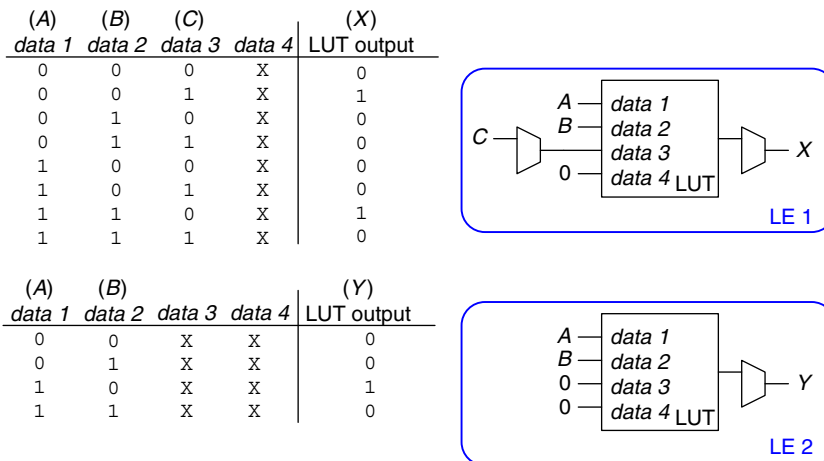 (A) (B) (C) (X)
data 1 data 2 data 3 data 4 LUT output
0 0 0 X 0
0 0 1 X 1
0 1 0 X 0
0 1 1 X 0
1 0 0 X 0
1 0 1 X 0
1 1 0 X 1
1 1 1 X 0
A data 1
B data 2
C data 3 X
0 data 4 LUT
LE 1
(A) (B) (Y)
data 1 data 2 data 3 data 4 LUT output
0 0 X X 0
0 1 X X 0
1 0 X X 1
1 1 X X 0
A data 1
B data 2
0 data 3 Y
0 data 4 LUT
LE 2